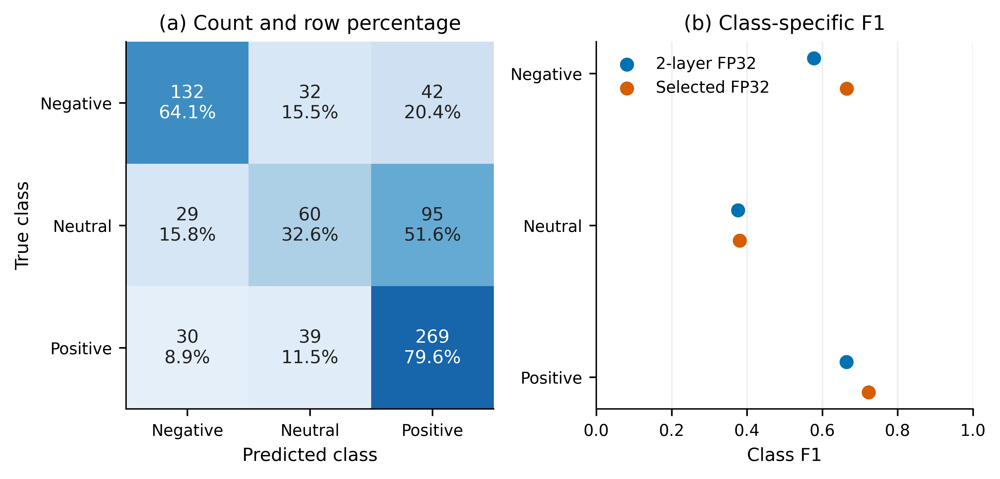 (a) Count and row percentage
True class
Negative
Neutral
Positive
132
64.1%
32
15.5%
42
20.4%
29
15.8%
60
32.6%
95
51.6%
30
8.9%
39
11.5%
269
79.6%
Negative
Neutral
Positive
Predicted class
(b) Class-specific F1
2-layer FP32
Selected FP32
Negative
Neutral
Positive
0.0
0.2
0.4
0.6
0.8
1.0
Class F1